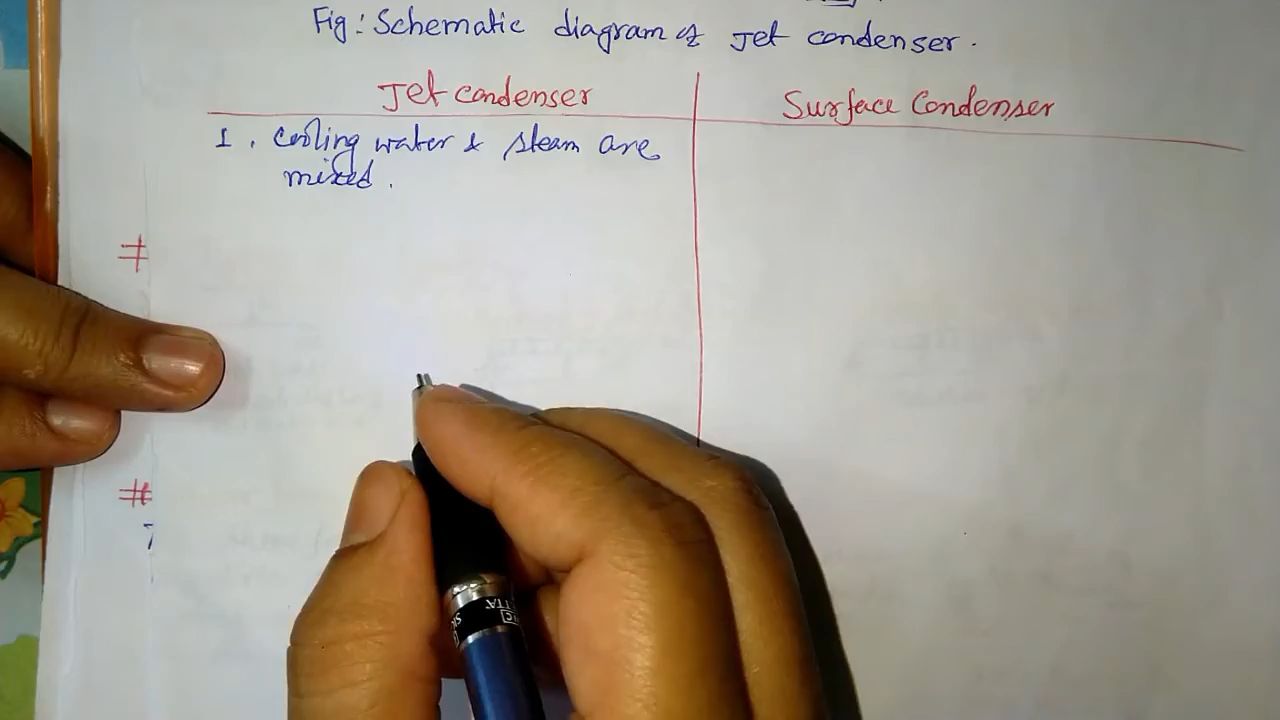 Fig: Schematic diagram of Jet condenser.
Jet condenser
Surface Condenser
1. Cooling water & steam are
mixed.
#
#